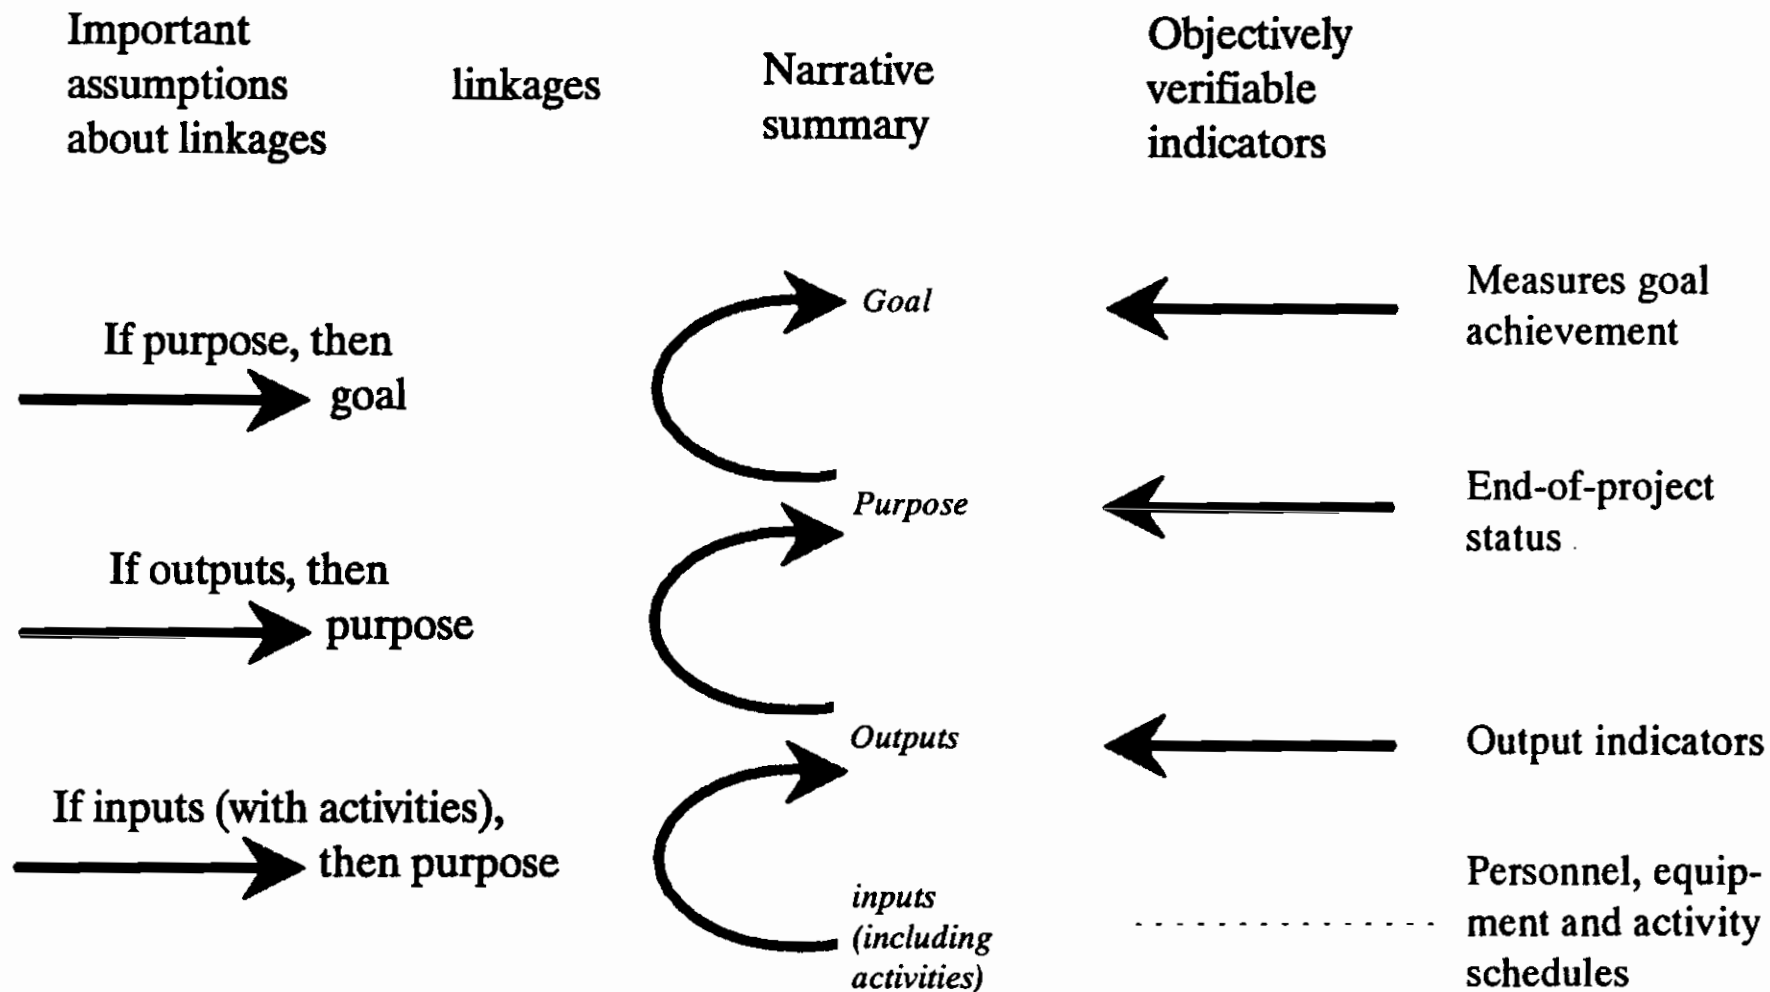 Important
assumptions
about linkages
linkages
Narrative
summary
Objectively
verifiable
indicators
If purpose, then
goal
If outputs, then
purpose
If inputs (with activities),
then purpose
Goal
Purpose
Outputs
inputs
(including
activities)
Measures goal
achievement
End-of-project
status
Output indicators
Personnel, equip-
ment and activity
schedules